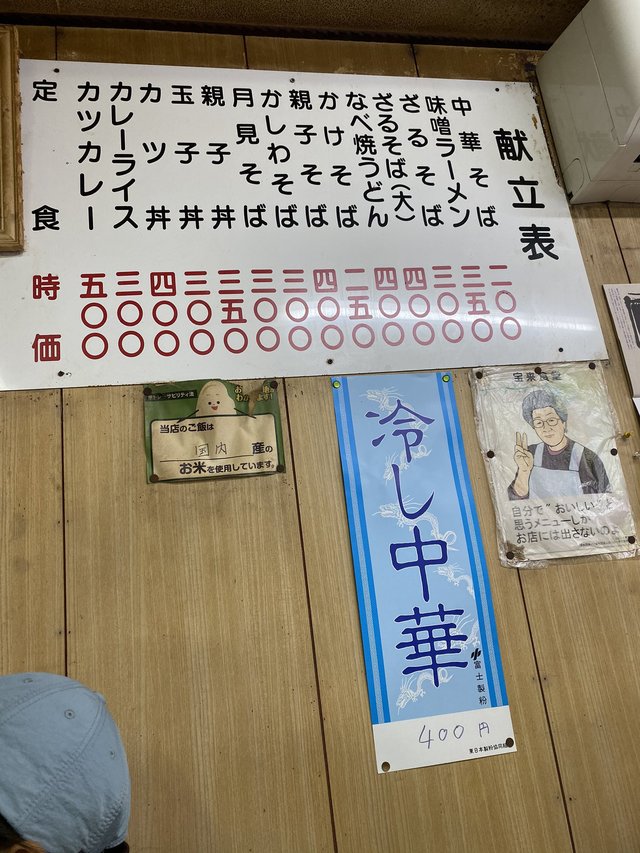 献立表
中華そば 二〇〇
味噌ラーメン 三五〇
ざるそば 三〇〇
ざるそば(大) 四〇〇
なべ焼うどん 四〇〇
かけそば 二五〇
親子そば 四〇〇
かしわそば 三〇〇
月見そば 三〇〇
親子丼 三五〇
玉子丼 三〇〇
カツ丼 四〇〇
カレーライス 三〇〇
カツカレー 五〇〇
定食 時価
当店のご飯は
国内産の
お米を使用しています。
冷し中華
富士製粉
400円
宝来食堂
自分で"おいしい"と
思うメニューしか
お店には出さないのよ